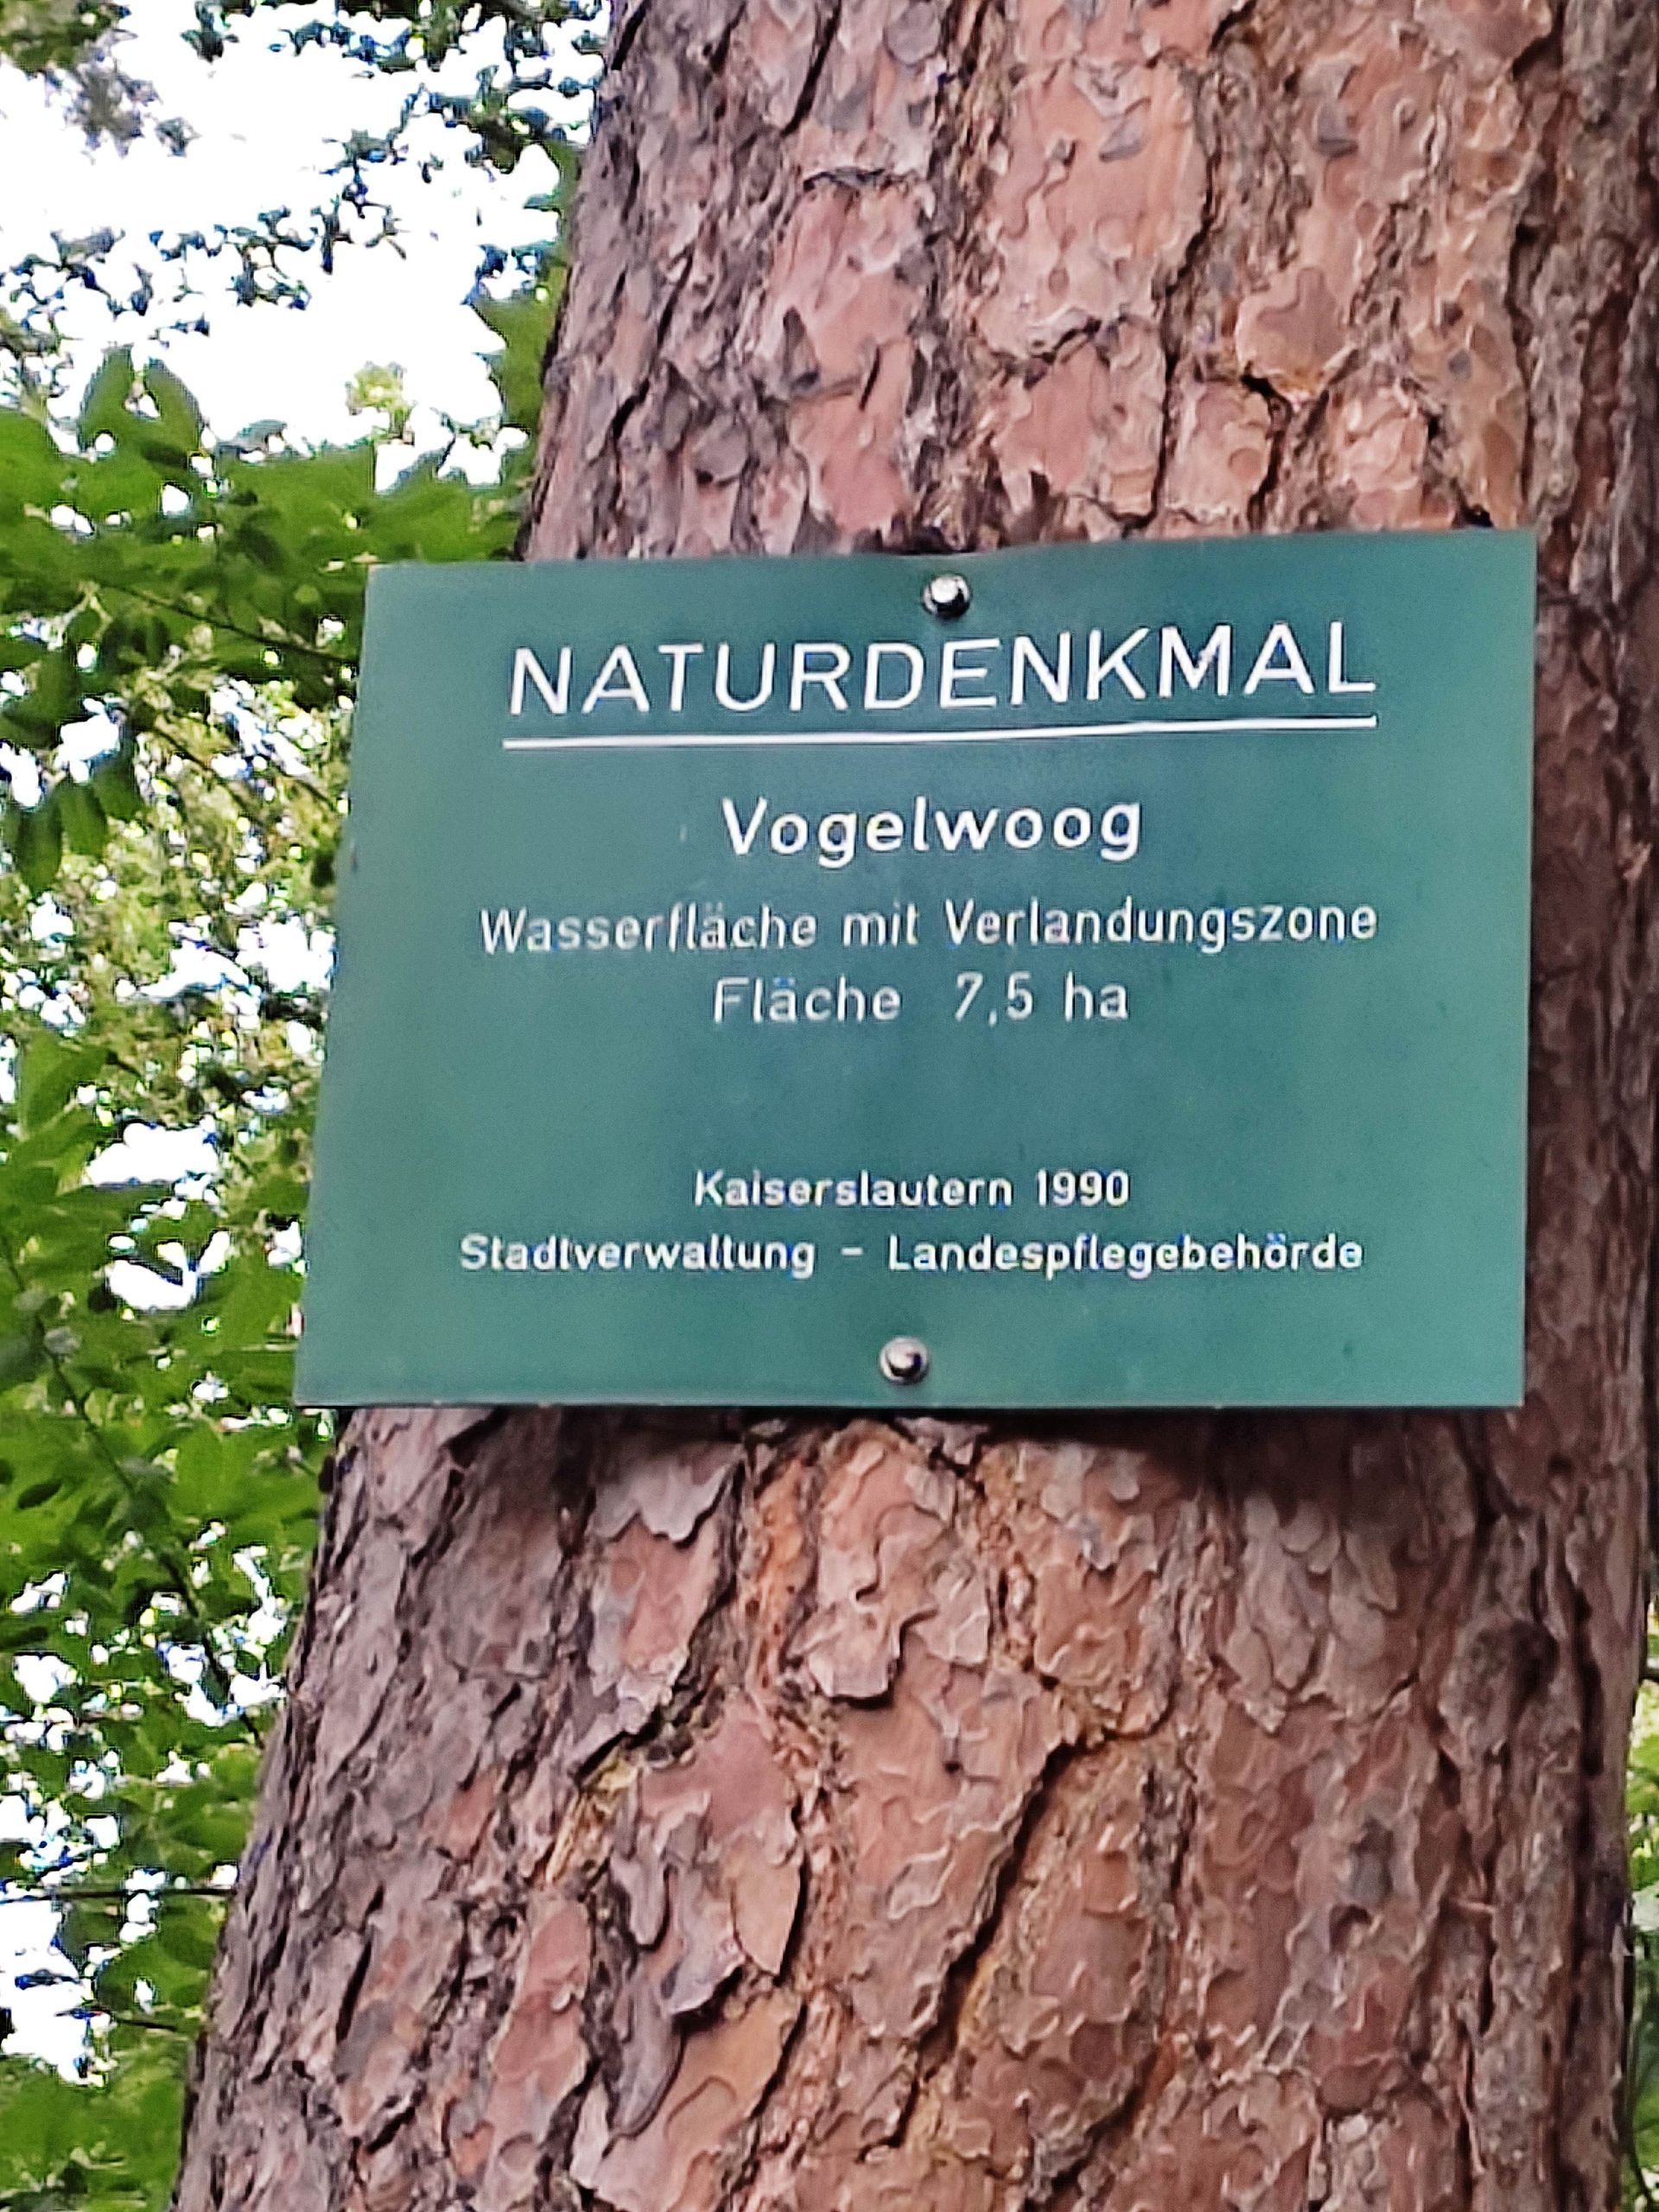 NATURDENKMAL
Vogelwoog
Wasserfläche mit Verlandungszone
Fläche 7,5 ha
Kaiserslautern 1990
Stadtverwaltung - Landespflegebehörde